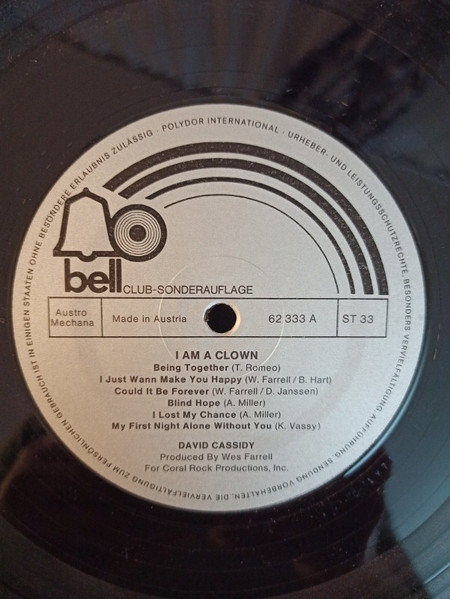 URHEBER- UND LEISTUNGSSCHUTZRECHTE, BESONDERS VERVIELFÄLTIGUNG, AUFFÜHRUNG, SENDUNG VORBEHALTEN; DIE VERVIELFÄLTIGUNG ZUM PERSÖNLICHEN GEBRAUCH IST IN EINIGEN STAATEN OHNE BESONDERE ERLAUBNIS ZULÄSSIG · POLYDOR INTERNATIONAL ·
bell CLUB-SONDERAUFLAGE
Austro Mechana
Made in Austria
62 333 A
ST 33
I AM A CLOWN
Being Together (T. Romeo)
I Just Wann Make You Happy (W. Farrell / B. Hart)
Could It Be Forever (W. Farrell / D. Janssen)
Blind Hope (A. Miller)
I Lost My Chance (A. Miller)
My First Night Alone Without You (K. Vassy)
DAVID CASSIDY
Produced By Wes Farrell
For Coral Rock Productions, Inc.